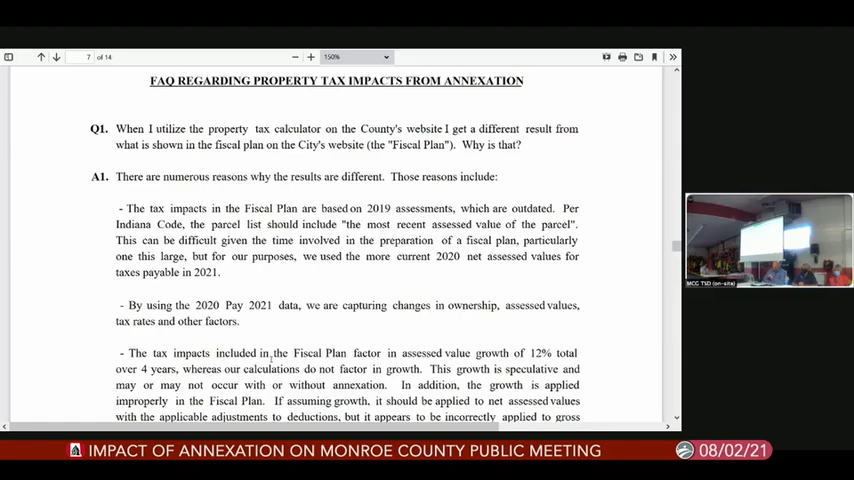 7 of 14
150%
FAQ REGARDING PROPERTY TAX IMPACTS FROM ANNEXATION
Q1. When I utilize the property tax calculator on the County's website I get a different result from
what is shown in the fiscal plan on the City's website (the "Fiscal Plan"). Why is that?
A1. There are numerous reasons why the results are different. Those reasons include:
- The tax impacts in the Fiscal Plan are based on 2019 assessments, which are outdated. Per
Indiana Code, the parcel list should include "the most recent assessed value of the parcel".
This can be difficult given the time involved in the preparation of a fiscal plan, particularly
one this large, but for our purposes, we used the more current 2020 net assessed values for
taxes payable in 2021.
- By using the 2020 Pay 2021 data, we are capturing changes in ownership, assessed values,
tax rates and other factors.
- The tax impacts included in the Fiscal Plan factor in assessed value growth of 12% total
over 4 years, whereas our calculations do not factor in growth. This growth is speculative and
may or may not occur with or without annexation. In addition, the growth is applied
improperly in the Fiscal Plan. If assuming growth, it should be applied to net assessed values
with the applicable adjustments to deductions, but it appears to be incorrectly applied to gross
MCG TSD (on-site)
IMPACT OF ANNEXATION ON MONROE COUNTY PUBLIC MEETING
08/02/21